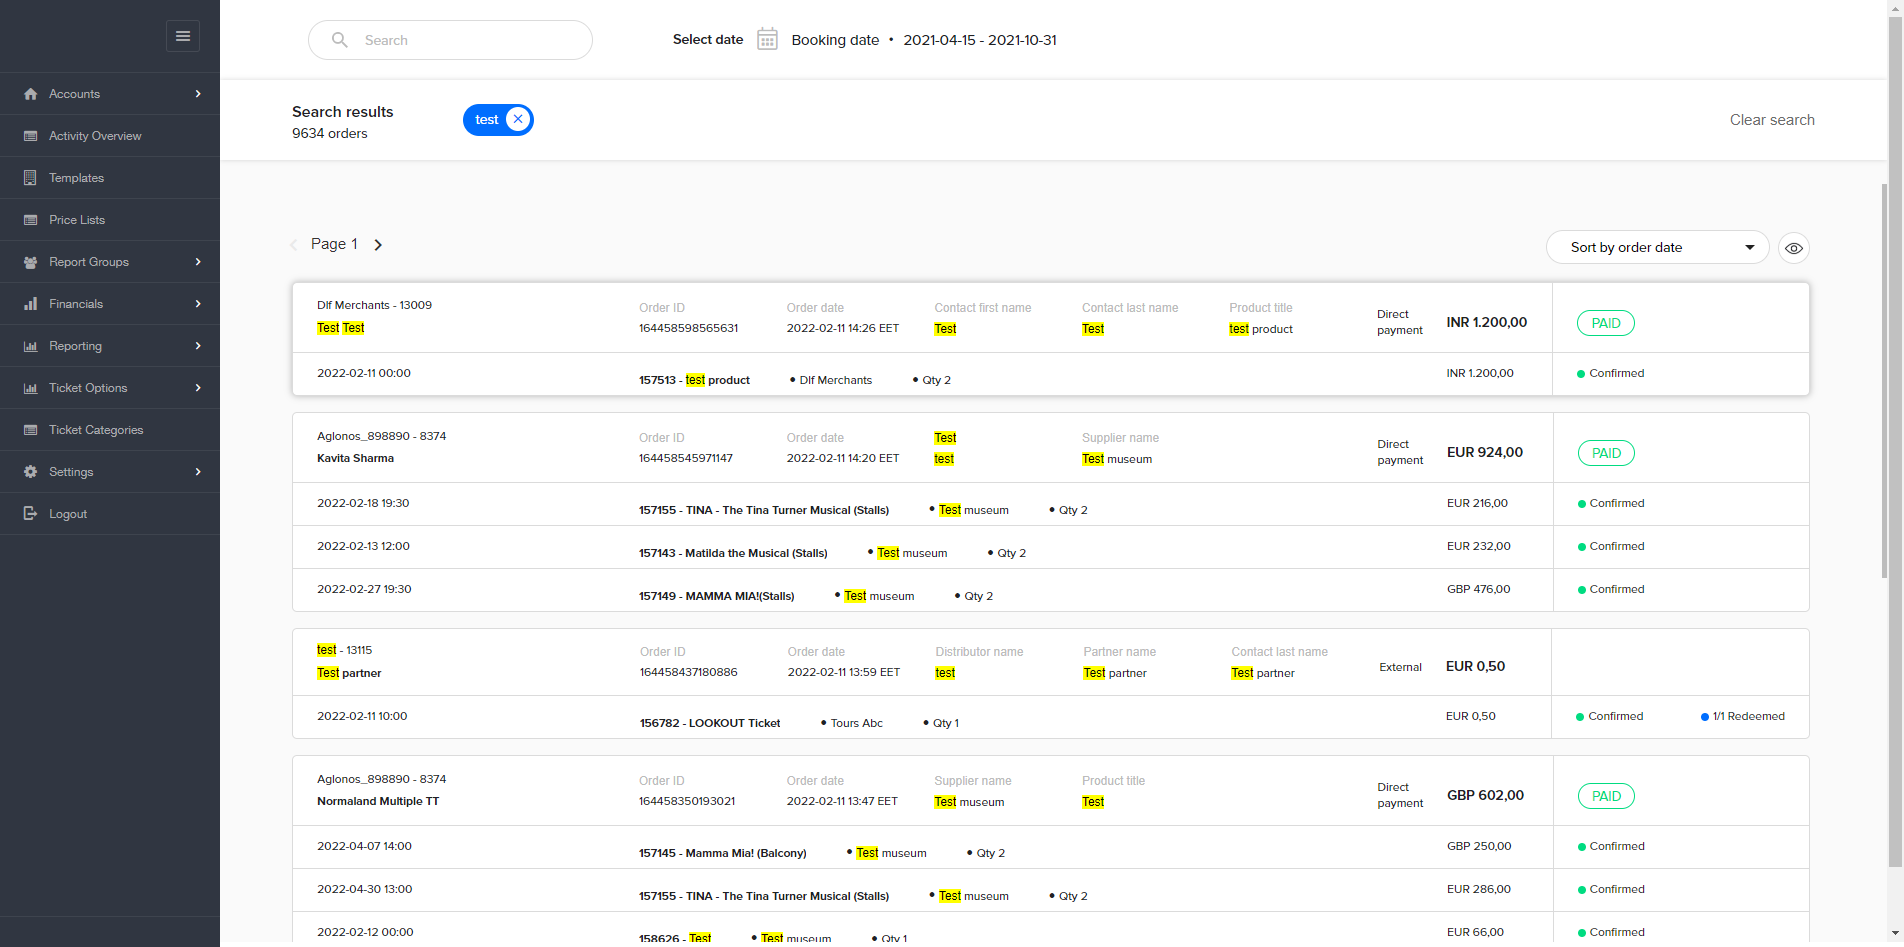 Search
Select date Booking date • 2021-04-15 - 2021-10-31
Accounts
Activity Overview
Templates
Price Lists
Report Groups
Financials
Reporting
Ticket Options
Ticket Categories
Settings
Logout
Search results
9634 orders
test
Clear search
Page 1
Sort by order date
Dlf Merchants - 13009 Order ID Order date Contact first name Contact last name Product title
Test Test 164458598565631 2022-02-11 14:26 EET Test Test test product Direct payment INR 1.200,00 PAID
2022-02-11 00:00 157513 - test product • Dlf Merchants • Qty 2 INR 1.200,00 Confirmed
Aglonos_898890 - 8374 Order ID Order date Test Supplier name
Kavita Sharma 164458545971147 2022-02-11 14:20 EET test Test museum Direct payment EUR 924,00 PAID
2022-02-18 19:30 157155 - TINA - The Tina Turner Musical (Stalls) • Test museum • Qty 2 EUR 216,00 Confirmed
2022-02-13 12:00 157143 - Matilda the Musical (Stalls) • Test museum • Qty 2 EUR 232,00 Confirmed
2022-02-27 19:30 157149 - MAMMA MIA!(Stalls) • Test museum • Qty 2 GBP 476,00 Confirmed
test - 13115 Order ID Order date Distributor name Partner name Contact last name
Test partner 164458437180886 2022-02-11 13:59 EET test Test partner Test partner External EUR 0,50
2022-02-11 10:00 156782 - LOOKOUT Ticket • Tours Abc • Qty 1 EUR 0,50 Confirmed 1/1 Redeemed
Aglonos_898890 - 8374 Order ID Order date Supplier name Product title
Normaland Multiple TT 164458350193021 2022-02-11 13:47 EET Test museum Test Direct payment GBP 602,00 PAID
2022-04-07 14:00 157145 - Mamma Mia! (Balcony) • Test museum • Qty 2 GBP 250,00 Confirmed
2022-04-30 13:00 157155 - TINA - The Tina Turner Musical (Stalls) • Test museum • Qty 2 EUR 286,00 Confirmed
2022-02-12 00:00 158626 - Test • Test museum • Qty 1 EUR 66,00 Confirmed